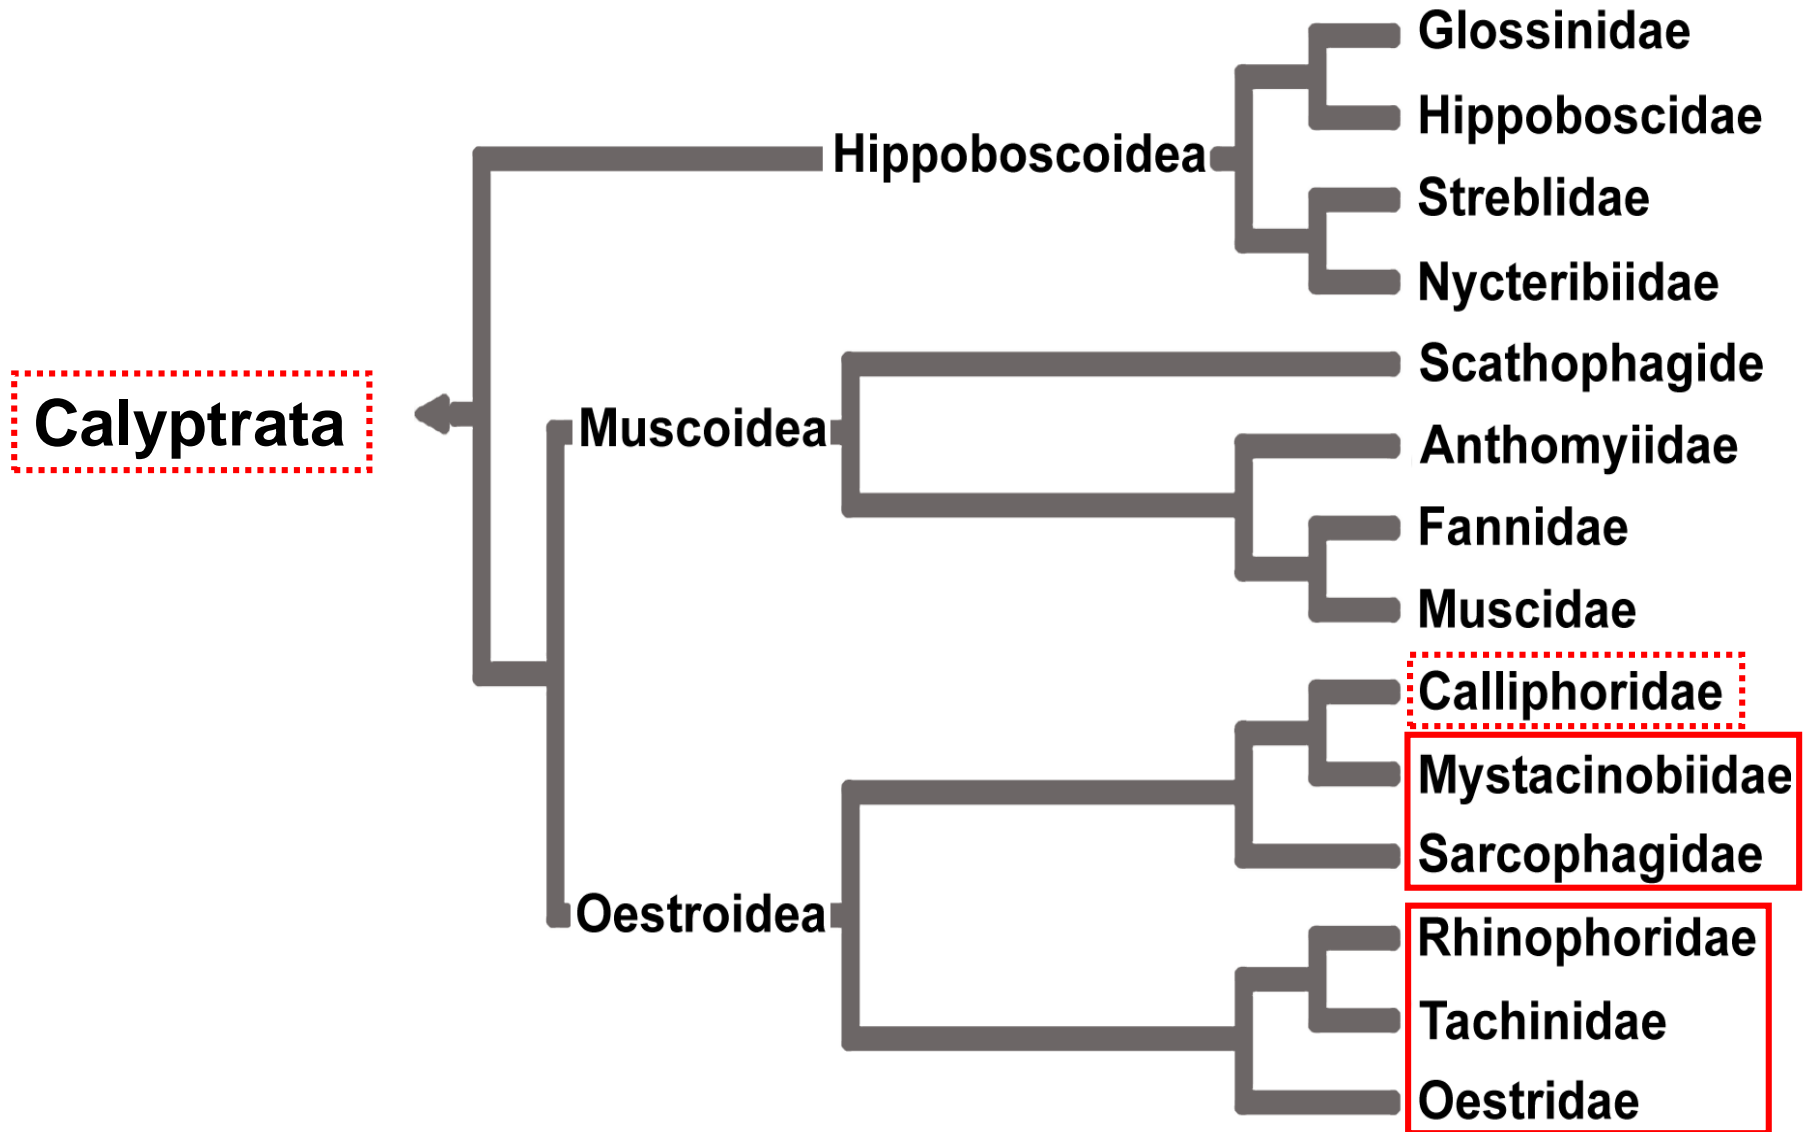 Glossinidae
Hippoboscidae
Hippoboscoidea
Streblidae
Nycteribiidae
Scathophagide
Calyptrata
Muscoidea
Anthomyiidae
Fannidae
Muscidae
Calliphoridae
Mystacinobiidae
Sarcophagidae
Oestroidea
Rhinophoridae
Tachinidae
Oestridae